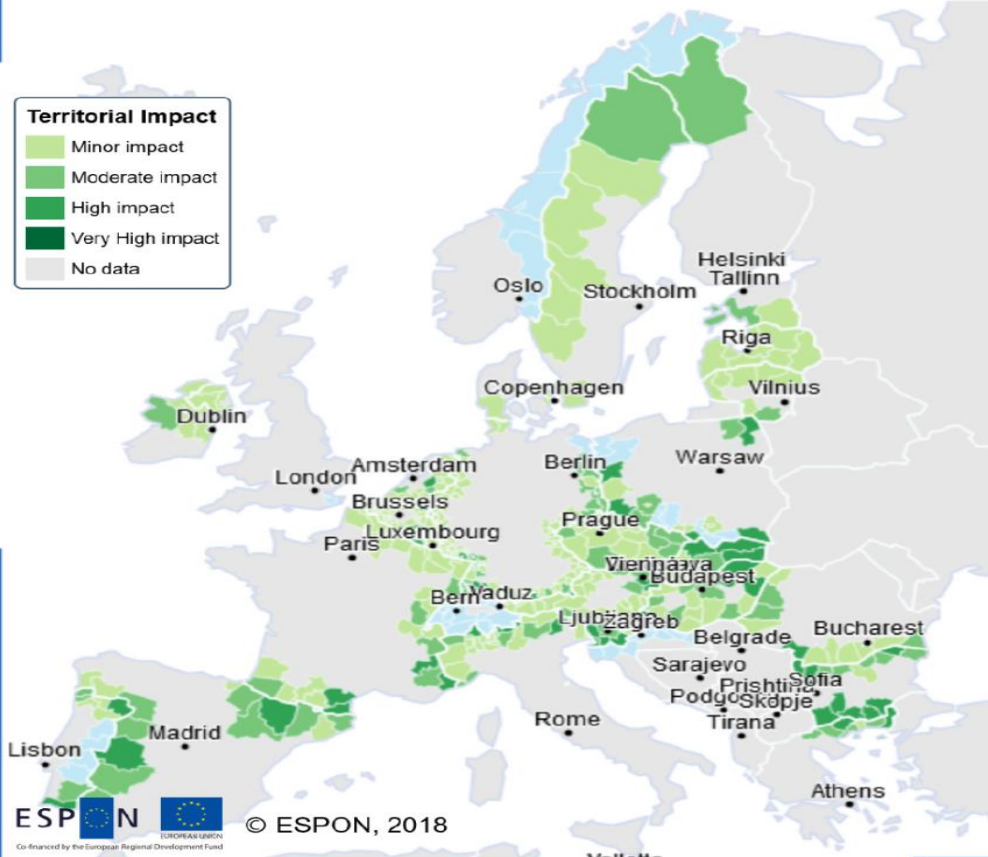 Territorial Impact
Minor impact
Moderate impact
High impact
Very High impact
No data
Helsinki
Tallinn
Oslo
Stockholm
Riga
Copenhagen
Vilnius
Dublin
Amsterdam
Berlin
Warsaw
London
Brussels
Prague
Luxembourg
Paris
Budapest
Vaduz
Bern
Zagreb
Bucharest
Belgrade
Sarajevo
Sofia
Skopje
Rome
Tirana
Madrid
Lisbon
Athens
ESPON
EUROPEAN UNION
© ESPON, 2018
Co-financed by the European Regional Development Fund